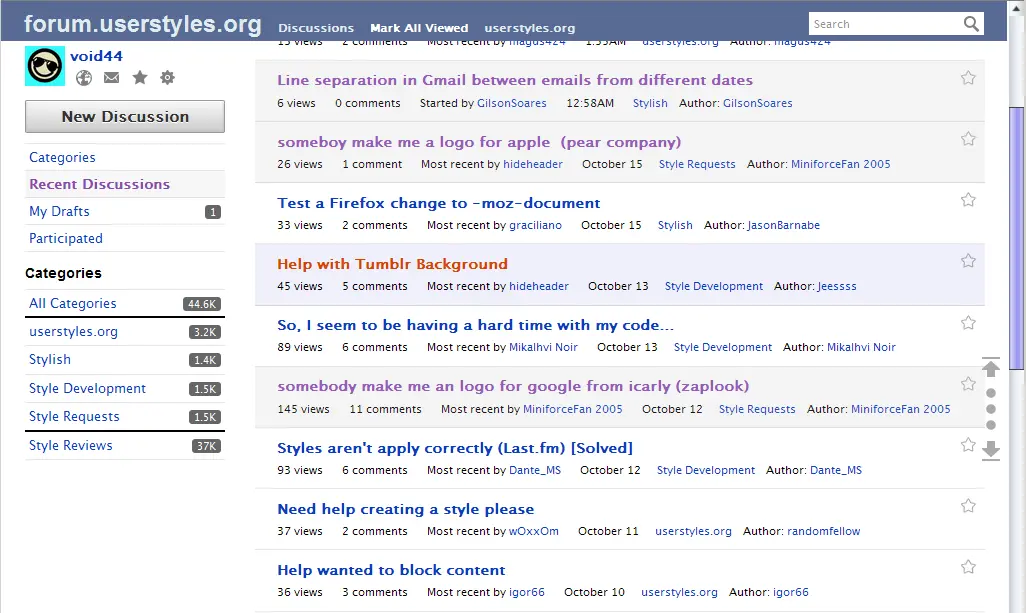 forum.userstyles.org Discussions Mark All Viewed userstyles.org Search
void44
New Discussion
Categories
Recent Discussions
My Drafts 1
Participated
Categories
All Categories 44.6K
userstyles.org 3.2K
Stylish 1.4K
Style Development 1.5K
Style Requests 1.5K
Style Reviews 37K
13 views 2 comments Most recent by magus424 1:55AM userstyles.org Author: magus424
Line separation in Gmail between emails from different dates
6 views 0 comments Started by GilsonSoares 12:58AM Stylish Author: GilsonSoares
someboy make me a logo for apple (pear company)
26 views 1 comment Most recent by hideheader October 15 Style Requests Author: MiniforceFan 2005
Test a Firefox change to -moz-document
33 views 2 comments Most recent by graciliano October 15 Stylish Author: JasonBarnabe
Help with Tumblr Background
45 views 5 comments Most recent by hideheader October 13 Style Development Author: Jeessss
So, I seem to be having a hard time with my code...
89 views 6 comments Most recent by Mikalhvi Noir October 13 Style Development Author: Mikalhvi Noir
somebody make me an logo for google from icarly (zaplook)
145 views 11 comments Most recent by MiniforceFan 2005 October 12 Style Requests Author: MiniforceFan 2005
Styles aren't apply correctly (Last.fm) [Solved]
93 views 6 comments Most recent by Dante_MS October 12 Style Development Author: Dante_MS
Need help creating a style please
37 views 2 comments Most recent by wOxxOm October 11 userstyles.org Author: randomfellow
Help wanted to block content
36 views 3 comments Most recent by igor66 October 10 userstyles.org Author: igor66